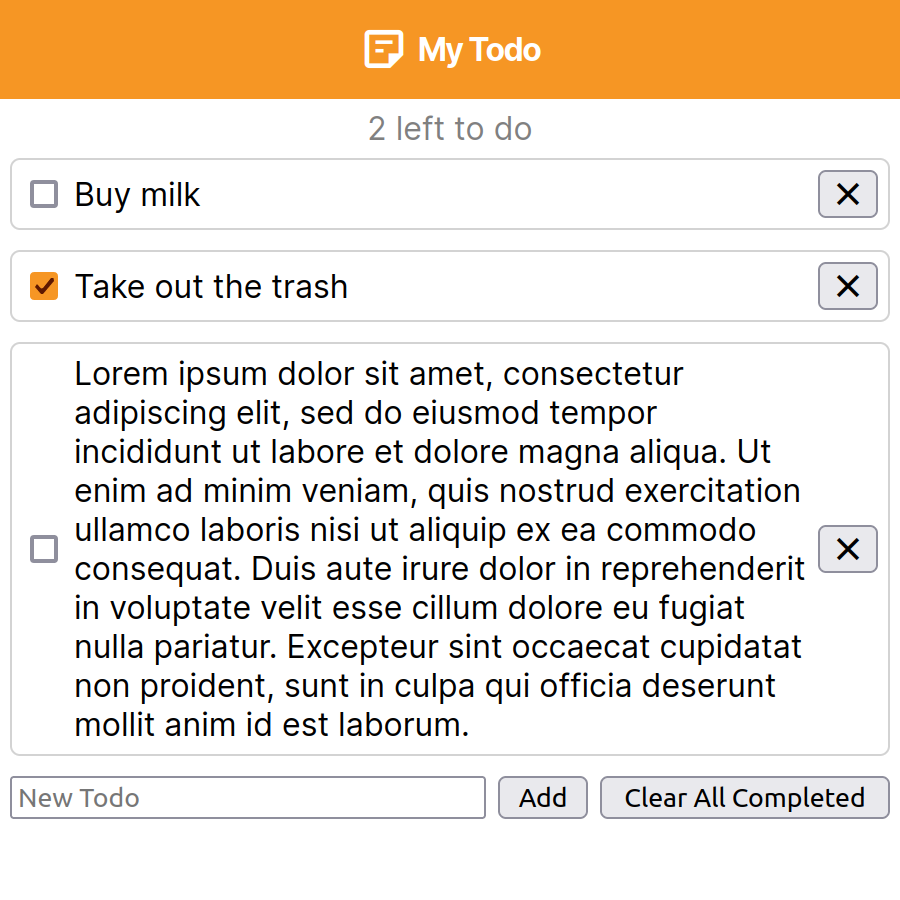 My Todo
2 left to do
Buy milk
Take out the trash
Lorem ipsum dolor sit amet, consectetur
adipiscing elit, sed do eiusmod tempor
incididunt ut labore et dolore magna aliqua. Ut
enim ad minim veniam, quis nostrud exercitation
ullamco laboris nisi ut aliquip ex ea commodo
consequat. Duis aute irure dolor in reprehenderit
in voluptate velit esse cillum dolore eu fugiat
nulla pariatur. Excepteur sint occaecat cupidatat
non proident, sunt in culpa qui officia deserunt
mollit anim id est laborum.
New Todo
Add
Clear All Completed